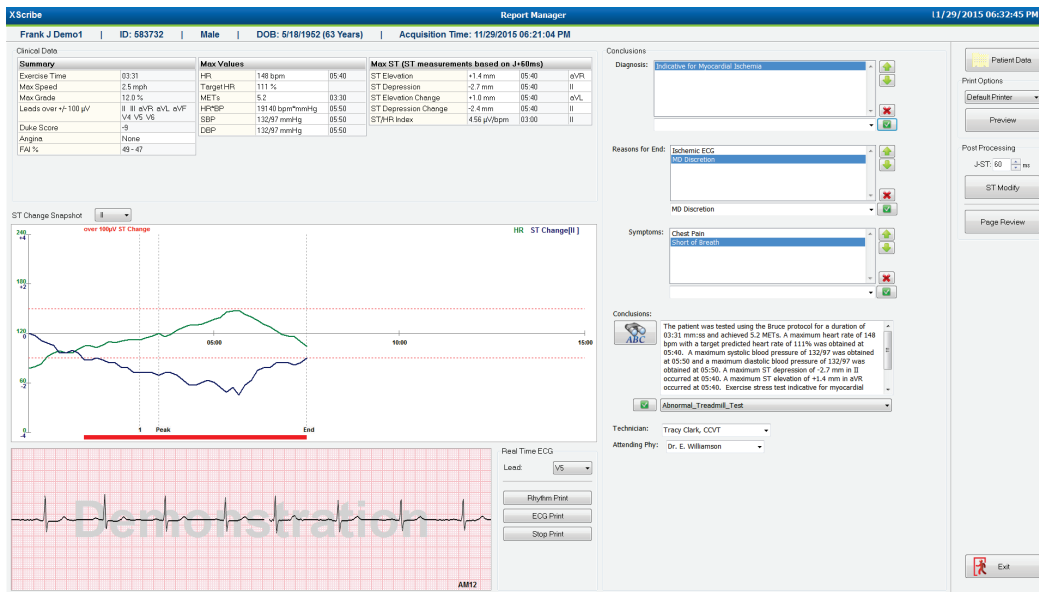 XScribe Report Manager 11/29/2015 06:32:45 PM
Frank J Demo1 | ID: 583732 | Male | DOB: 5/18/1952 (63 Years) | Acquisition Time: 11/29/2015 06:21:04 PM
Clinical Data
Summary
Exercise Time 03:31
Max Speed 2.5 mph
Max Grade 12.0 %
Leads over +/- 100 µV II III aVR aVL aVF
V4 V5 V6
Duke Score -9
Angina None
FAI % 49 - 47
Max Values
HR 148 bpm 05:40
Target HR 111 %
METs 5.2 03:30
HR*BP 19140 bpm*mmHg 05:50
SBP 132/97 mmHg 05:50
DBP 132/97 mmHg 05:50
Max ST (ST measurements based on J+60ms)
ST Elevation +1.4 mm 05:40 aVR
ST Depression -2.7 mm 05:40 II
ST Elevation Change +1.0 mm 05:40 aVL
ST Depression Change -2.4 mm 05:40 II
ST/HR Index 4.56 µV/bpm 03:00 II
ST Change Snapshot II
over 100µV ST Change
HR ST Change[II ]
240
+4
180
+2
120
0
60
-2
0
-4
05:00 10:00 15:00
1 Peak End
Demonstration
AM12
Real Time ECG
Lead: V5
Rhythm Print
ECG Print
Stop Print
Conclusions
Diagnosis: Indicative for Myocardial Ischemia
Reasons for End: Ischemic ECG
MD Discretion
MD Discretion
Symptoms: Chest Pain
Short of Breath
Conclusions:
ABC
The patient was tested using the Bruce protocol for a duration of
03:31 mm:ss and achieved 5.2 METs. A maximum heart rate of 148
bpm with a target predicted heart rate of 111% was obtained at
05:40. A maximum systolic blood pressure of 132/97 was obtained
at 05:50 and a maximum diastolic blood pressure of 132/97 was
obtained at 05:50. A maximum ST depression of -2.7 mm in II
occurred at 05:40. A maximum ST elevation of +1.4 mm in aVR
occurred at 05:40. Exercise stress test indicative for myocardial
Abnormal_Treadmill_Test
Technician: Tracy Clark, CCVT
Attending Phy: Dr. E. Williamson
Patient Data
Print Options
Default Printer
Preview
Post Processing
J-ST: 60 ms
ST Modify
Page Review
Exit